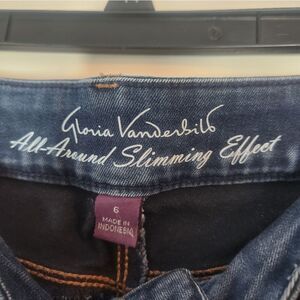 Gloria Vanderbilt
All-Around Slimming Effect
6
MADE IN
INDONESIA